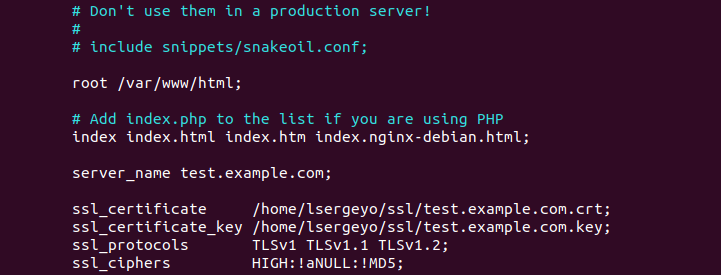 # Don't use them in a production server!
#
# include snippets/snakeoil.conf;
root /var/www/html;
# Add index.php to the list if you are using PHP
index index.html index.htm index.nginx-debian.html;
server_name test.example.com;
ssl_certificate /home/lsergeyo/ssl/test.example.com.crt;
ssl_certificate_key /home/lsergeyo/ssl/test.example.com.key;
ssl_protocols TLSv1 TLSv1.1 TLSv1.2;
ssl_ciphers HIGH:!aNULL:!MD5;